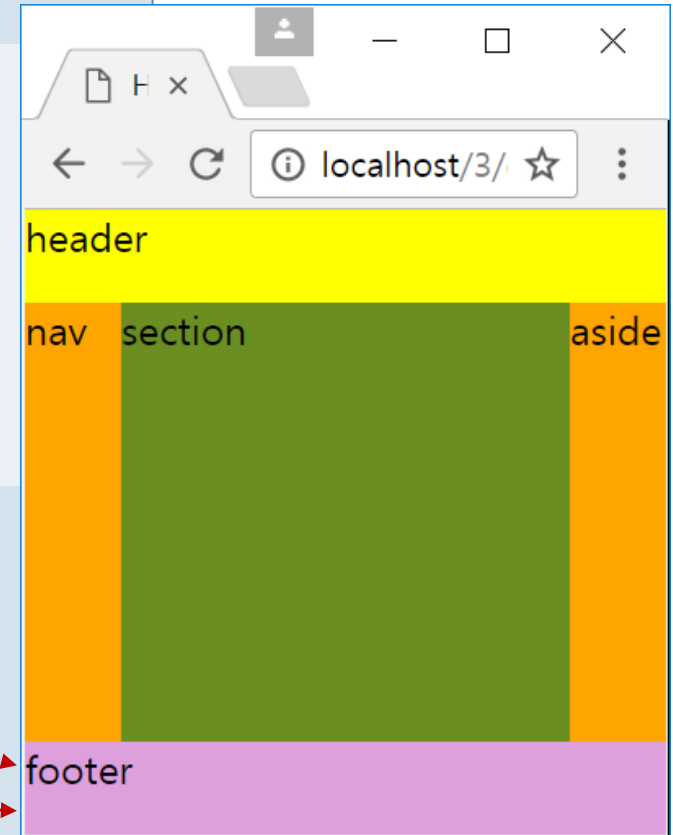 H
localhost/3/
header
nav section aside
footer